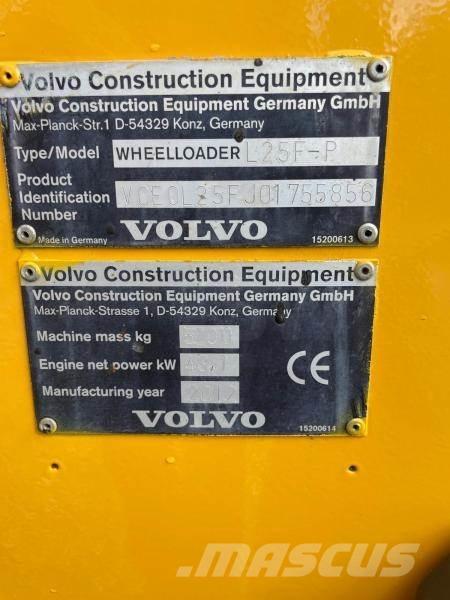 Volvo Construction Equipment
Volvo Construction Equipment Germany GmbH
Max-Planck-Str.1 D-54329 Konz, Germany
Type/Model WHEELLOADER L25F-P
Product
Identification VCE0L25FJ01755856
Number
VOLVO
Made in Germany 15200613
Volvo Construction Equipment
Volvo Construction Equipment Germany GmbH
Max-Planck-Strasse 1, D-54329 Konz, Germany
Machine mass kg
Engine net power kW
Manufacturing year 2012
CE
VOLVO
15200614
MASCUS